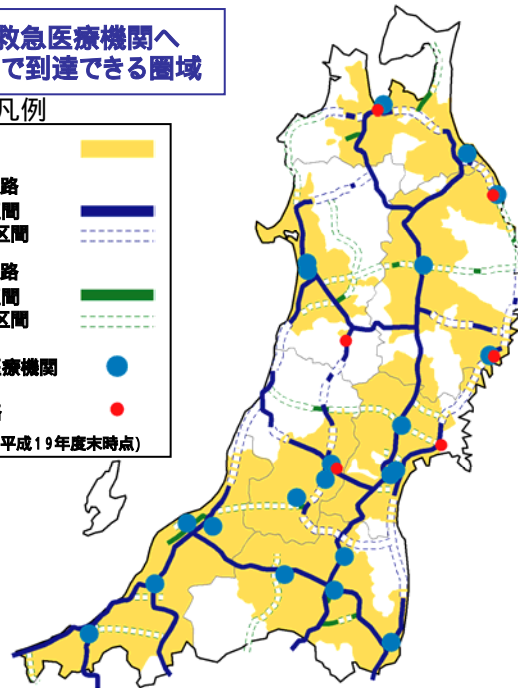 救急医療機関へ
で到達できる圏域
凡例
路
間
区間
路
間
区間
療機関
平成19年度末時点)